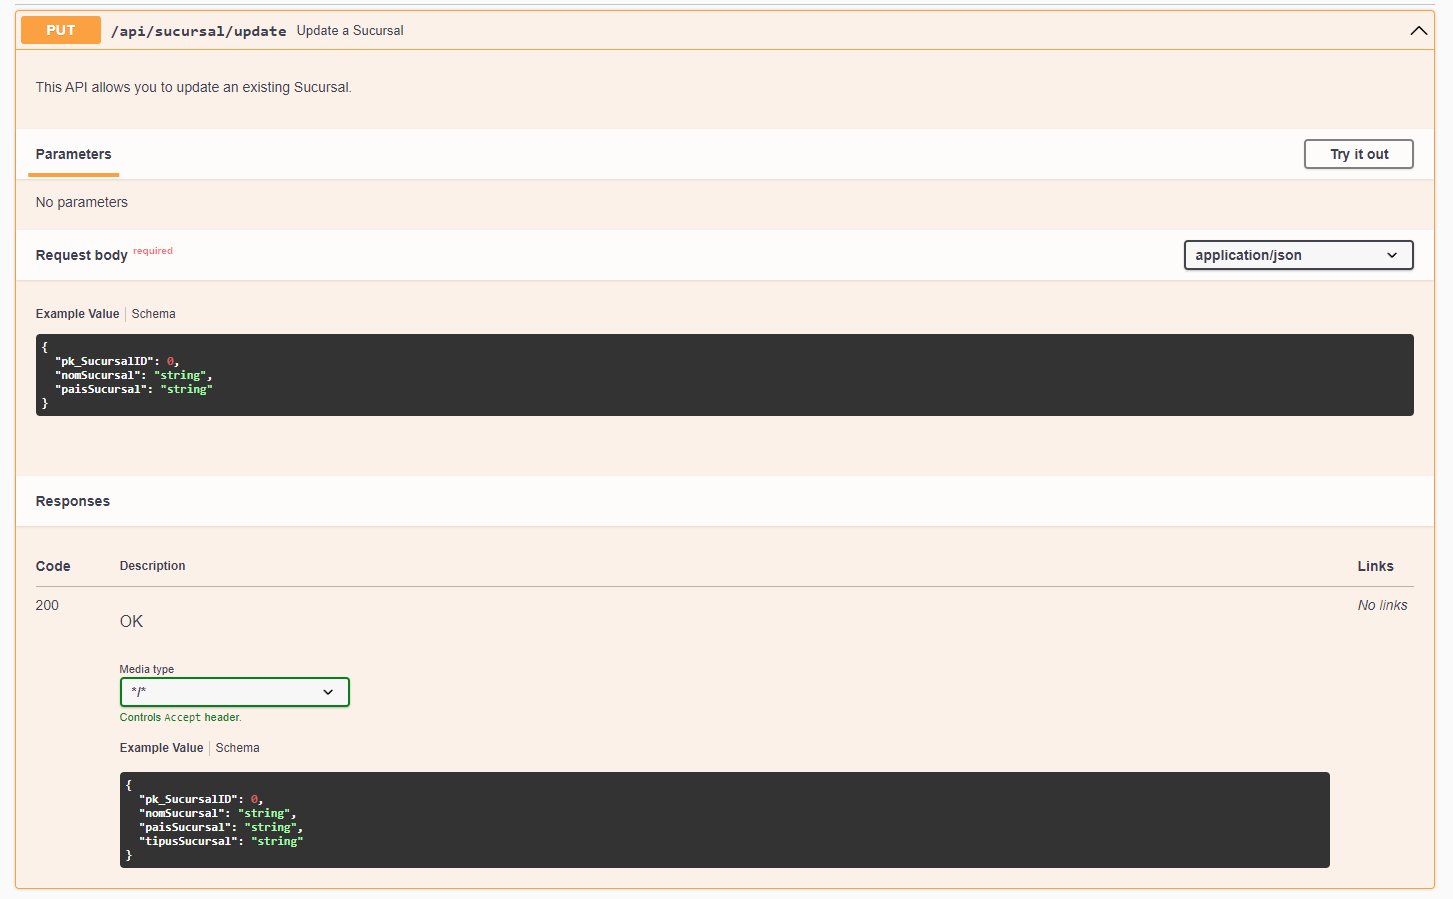 PUT /api/sucursal/update Update a Sucursal
This API allows you to update an existing Sucursal.
Parameters
Try it out
No parameters
Request body required
application/json
Example Value Schema
{
"pk_SucursalID": 0,
"nomSucursal": "string",
"paisSucursal": "string"
}
Responses
Code Description Links
200 OK No links
Media type
*/*
Controls Accept header.
Example Value Schema
{
"pk_SucursalID": 0,
"nomSucursal": "string",
"paisSucursal": "string",
"tipusSucursal": "string"
}